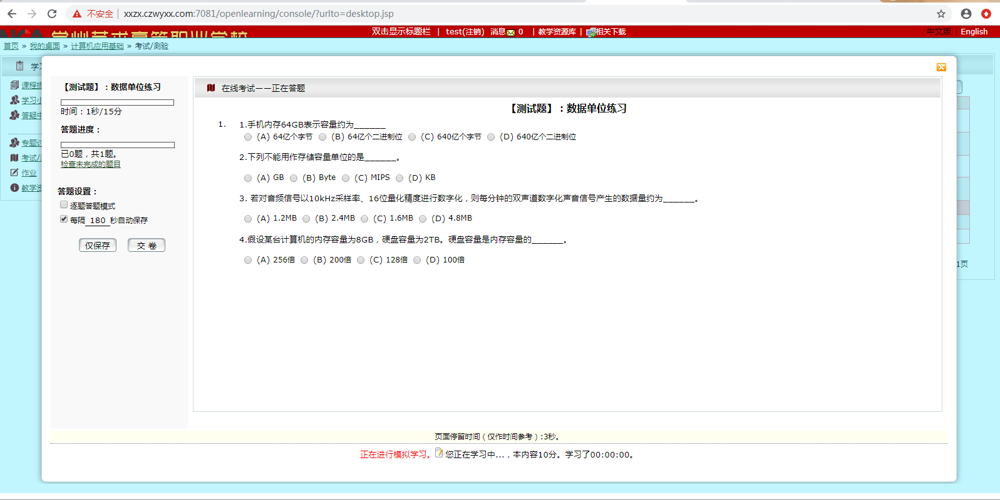 不安全 xxzx.czwyxx.com:7081/openlearning/console/?urlto=desktop.jsp
双击显示标题栏 | test(注销) 消息 0 | 教学资源库 | 相关下载 中文版 English
首页 » 我的桌面 » 计算机应用基础 » 考试/测验
学习
课程提
学习小
答疑中
专题讨
考试/
作业
教学资
1页
【测试题】：数据单位练习
时间：1秒/15分
答题进度：
已0题，共1题。
检查未完成的题目
答题设置：
逐题答题模式
每隔 180 秒自动保存
仅保存 交 卷
在线考试——正在答题
【测试题】：数据单位练习
1. 1.手机内存64GB表示容量约为______
(A) 64亿个字节 (B) 64亿个二进制位 (C) 640亿个字节 (D) 640亿个二进制位
2.下列不能用作存储容量单位的是______。
(A) GB (B) Byte (C) MIPS (D) KB
3. 若对音频信号以10kHz采样率、16位量化精度进行数字化，则每分钟的双声道数字化声音信号产生的数据量约为______。
(A) 1.2MB (B) 2.4MB (C) 1.6MB (D) 4.8MB
4.假设某台计算机的内存容量为8GB，硬盘容量为2TB。硬盘容量是内存容量的______。
(A) 256倍 (B) 200倍 (C) 128倍 (D) 100倍
页面停留时间（仅作时间参考）:3秒。
正在进行模拟学习。 您正在学习中...，本内容10分。学习了00:00:00。